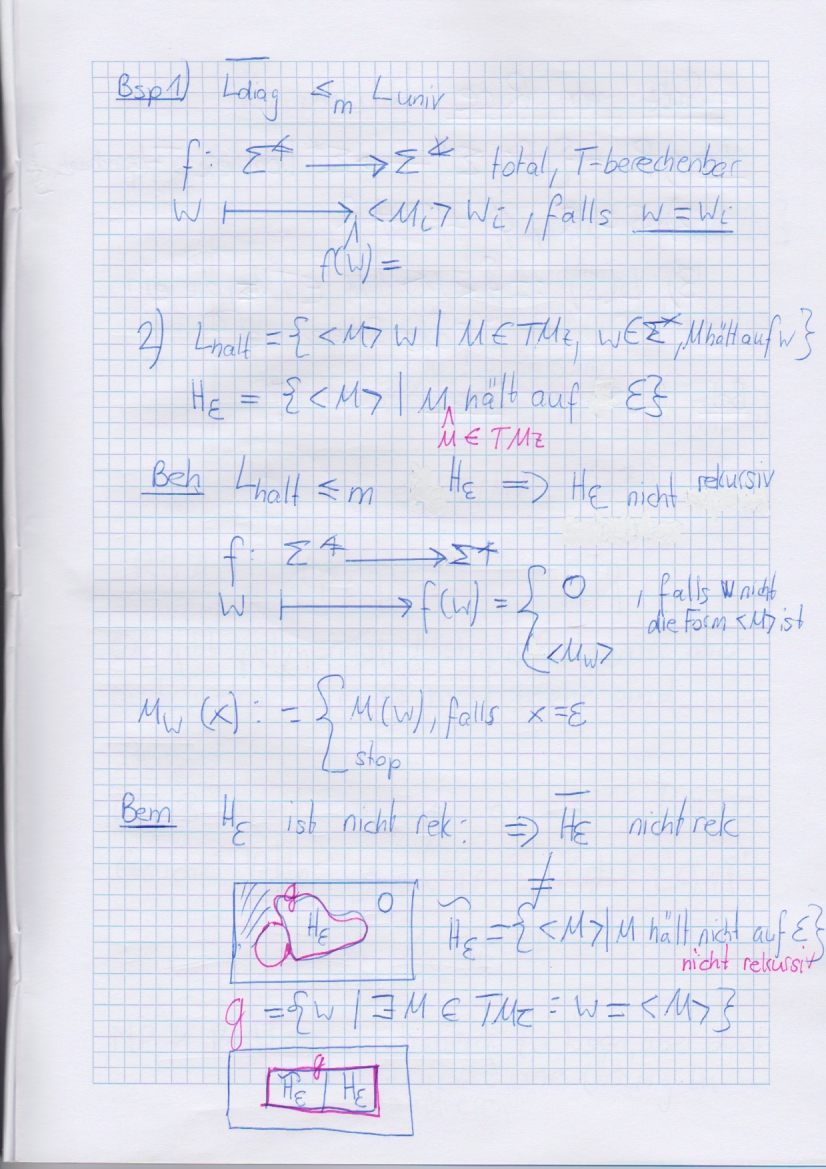 Bsp 1) L̅diag ≤m Luniv
f: Σ* → Σ* total, T-berechenbar
w ↦ <Mi> wi , falls w = wi
f(w) =
2) Lhalt = {<M> w | M ∈ TMΣ, w ∈ Σ*, M hält auf w}
Hε = {<M> | M hält auf ε}
M ∈ TMΣ
Beh Lhalt ≤m Hε ⇒ Hε nicht rekursiv
f: Σ* → Σ*
w ↦ f(w) = { 0 , falls w nicht
die Form <M> ist
<Mw>
Mw (x) : = { M(w), falls x = ε
stop
Bem Hε ist nicht rek: ⇒ H̅ε nicht rek
≠
g
Hε 0 H̃ε = {<M> | M hält nicht auf ε}
nicht rekursiv
g = {w | ∃ M ∈ TMΣ : w = <M>}
g
H̃ε Hε